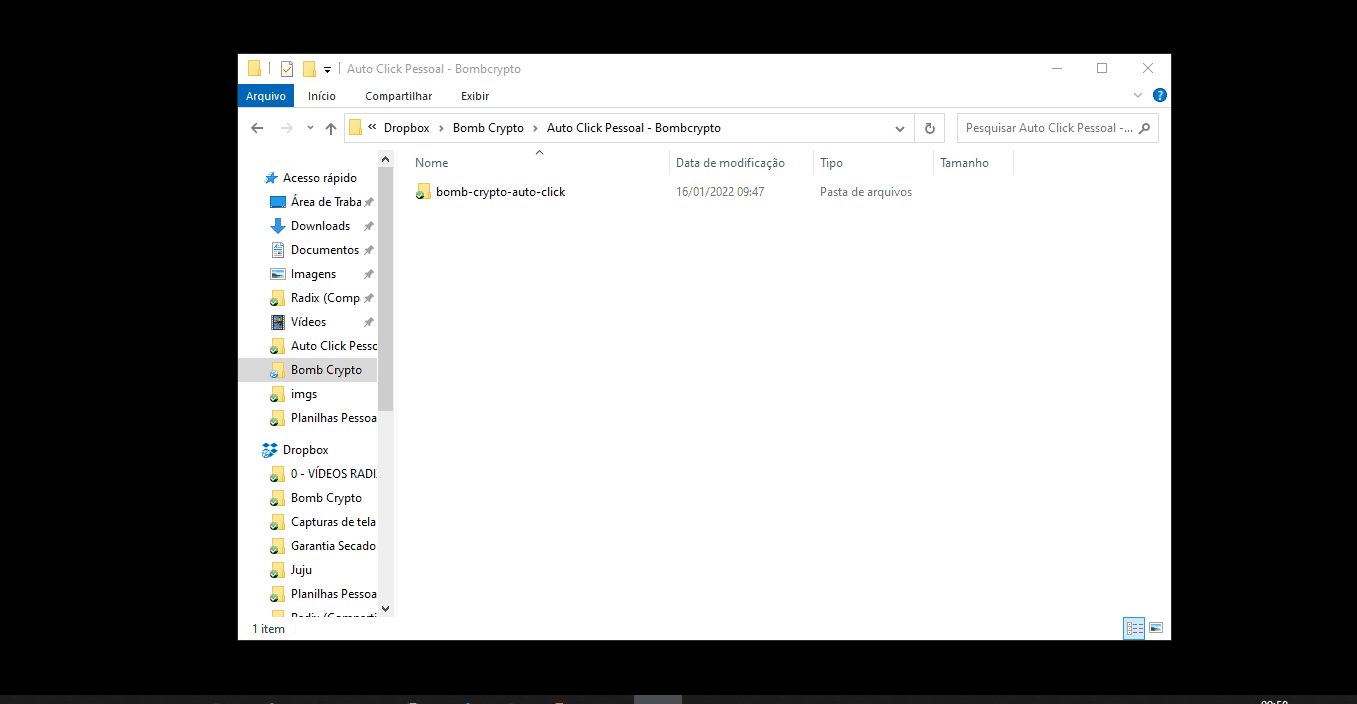 Auto Click Pessoal - Bombcrypto
Arquivo Início Compartilhar Exibir
« Dropbox › Bomb Crypto › Auto Click Pessoal - Bombcrypto
Pesquisar Auto Click Pessoal -...
Nome Data de modificação Tipo Tamanho
bomb-crypto-auto-click 16/01/2022 09:47 Pasta de arquivos
Acesso rápido
Área de Traba
Downloads
Documentos
Imagens
Radix (Comp
Vídeos
Auto Click Pesso
Bomb Crypto
imgs
Planilhas Pessoa
Dropbox
0 - VÍDEOS RADI
Bomb Crypto
Capturas de tela
Garantia Secado
Juju
Planilhas Pessoa
1 item